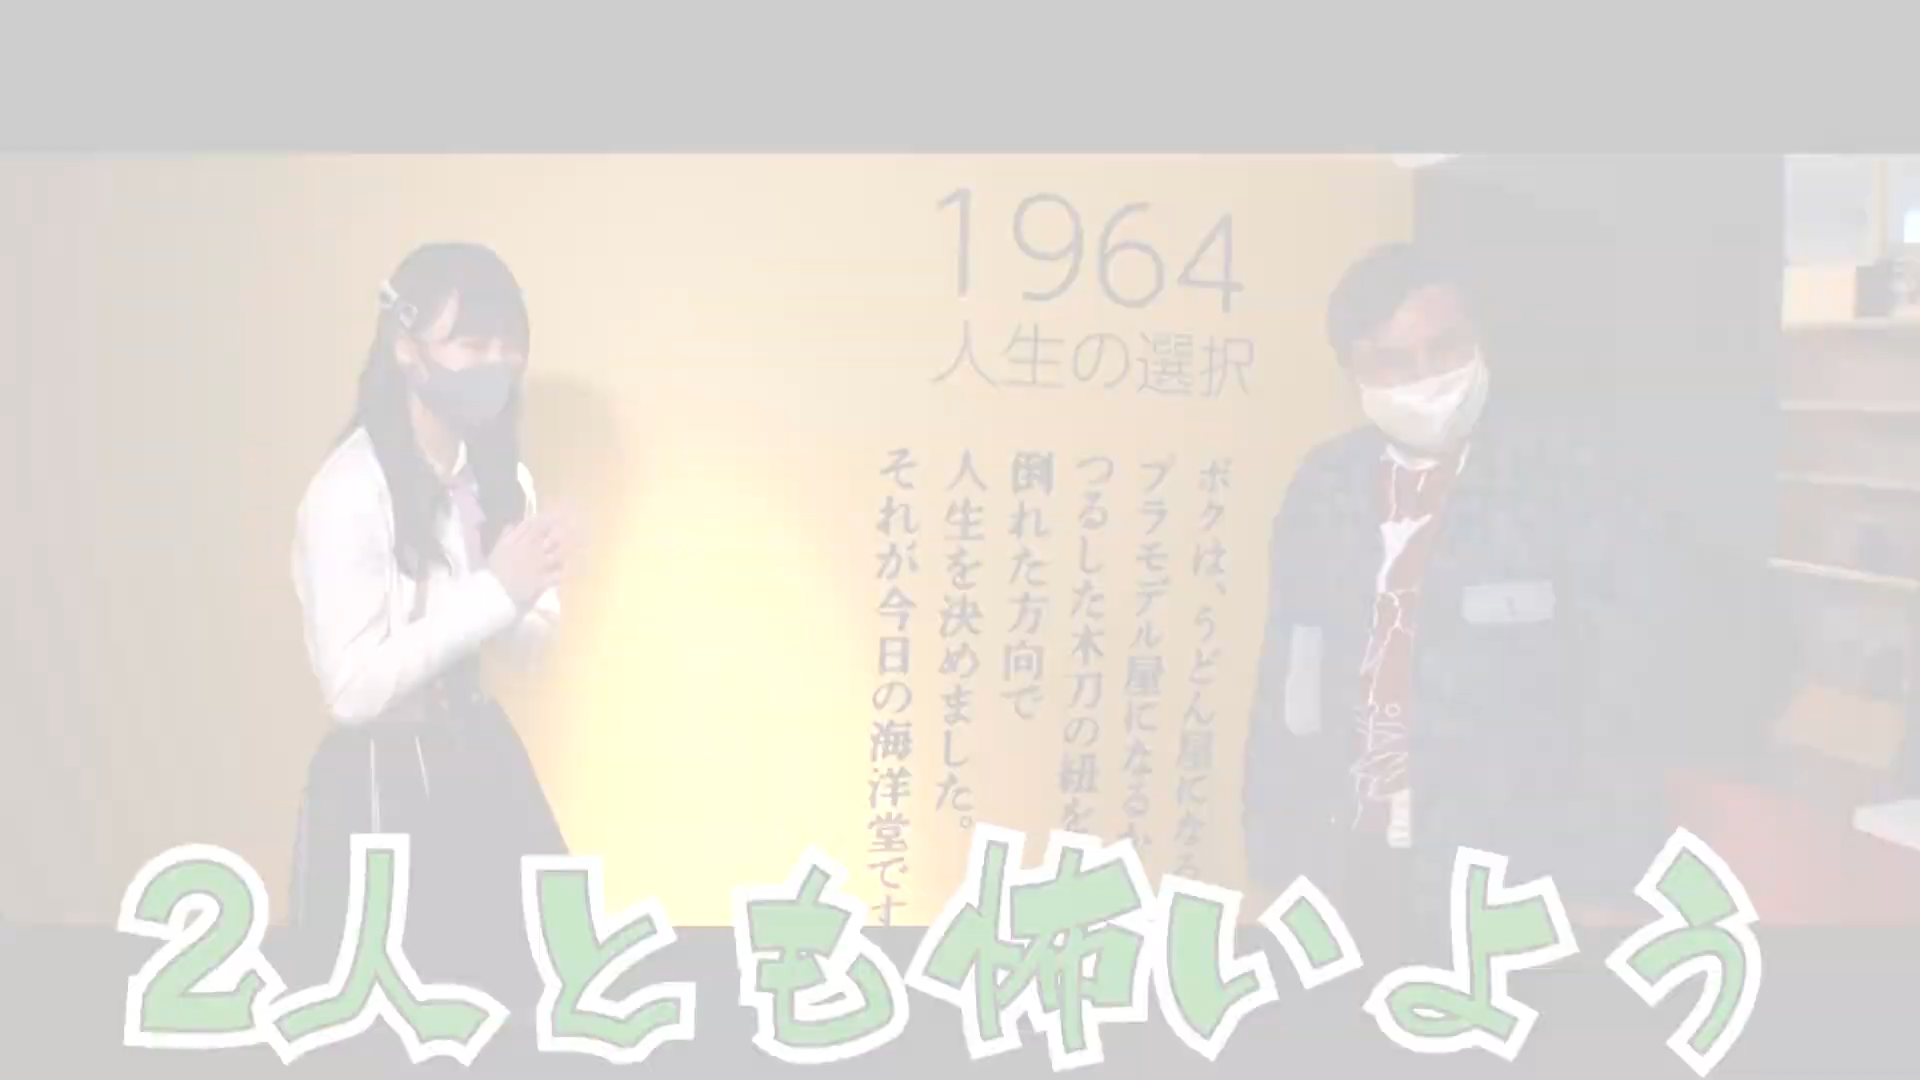 1964
人生の選択
ボクは、うどん屋になる
プラモデル屋になるか
つるした木刀の紐を
倒れた方向で
人生を決めました。
それが今日の海洋堂です
2人とも怖いよう